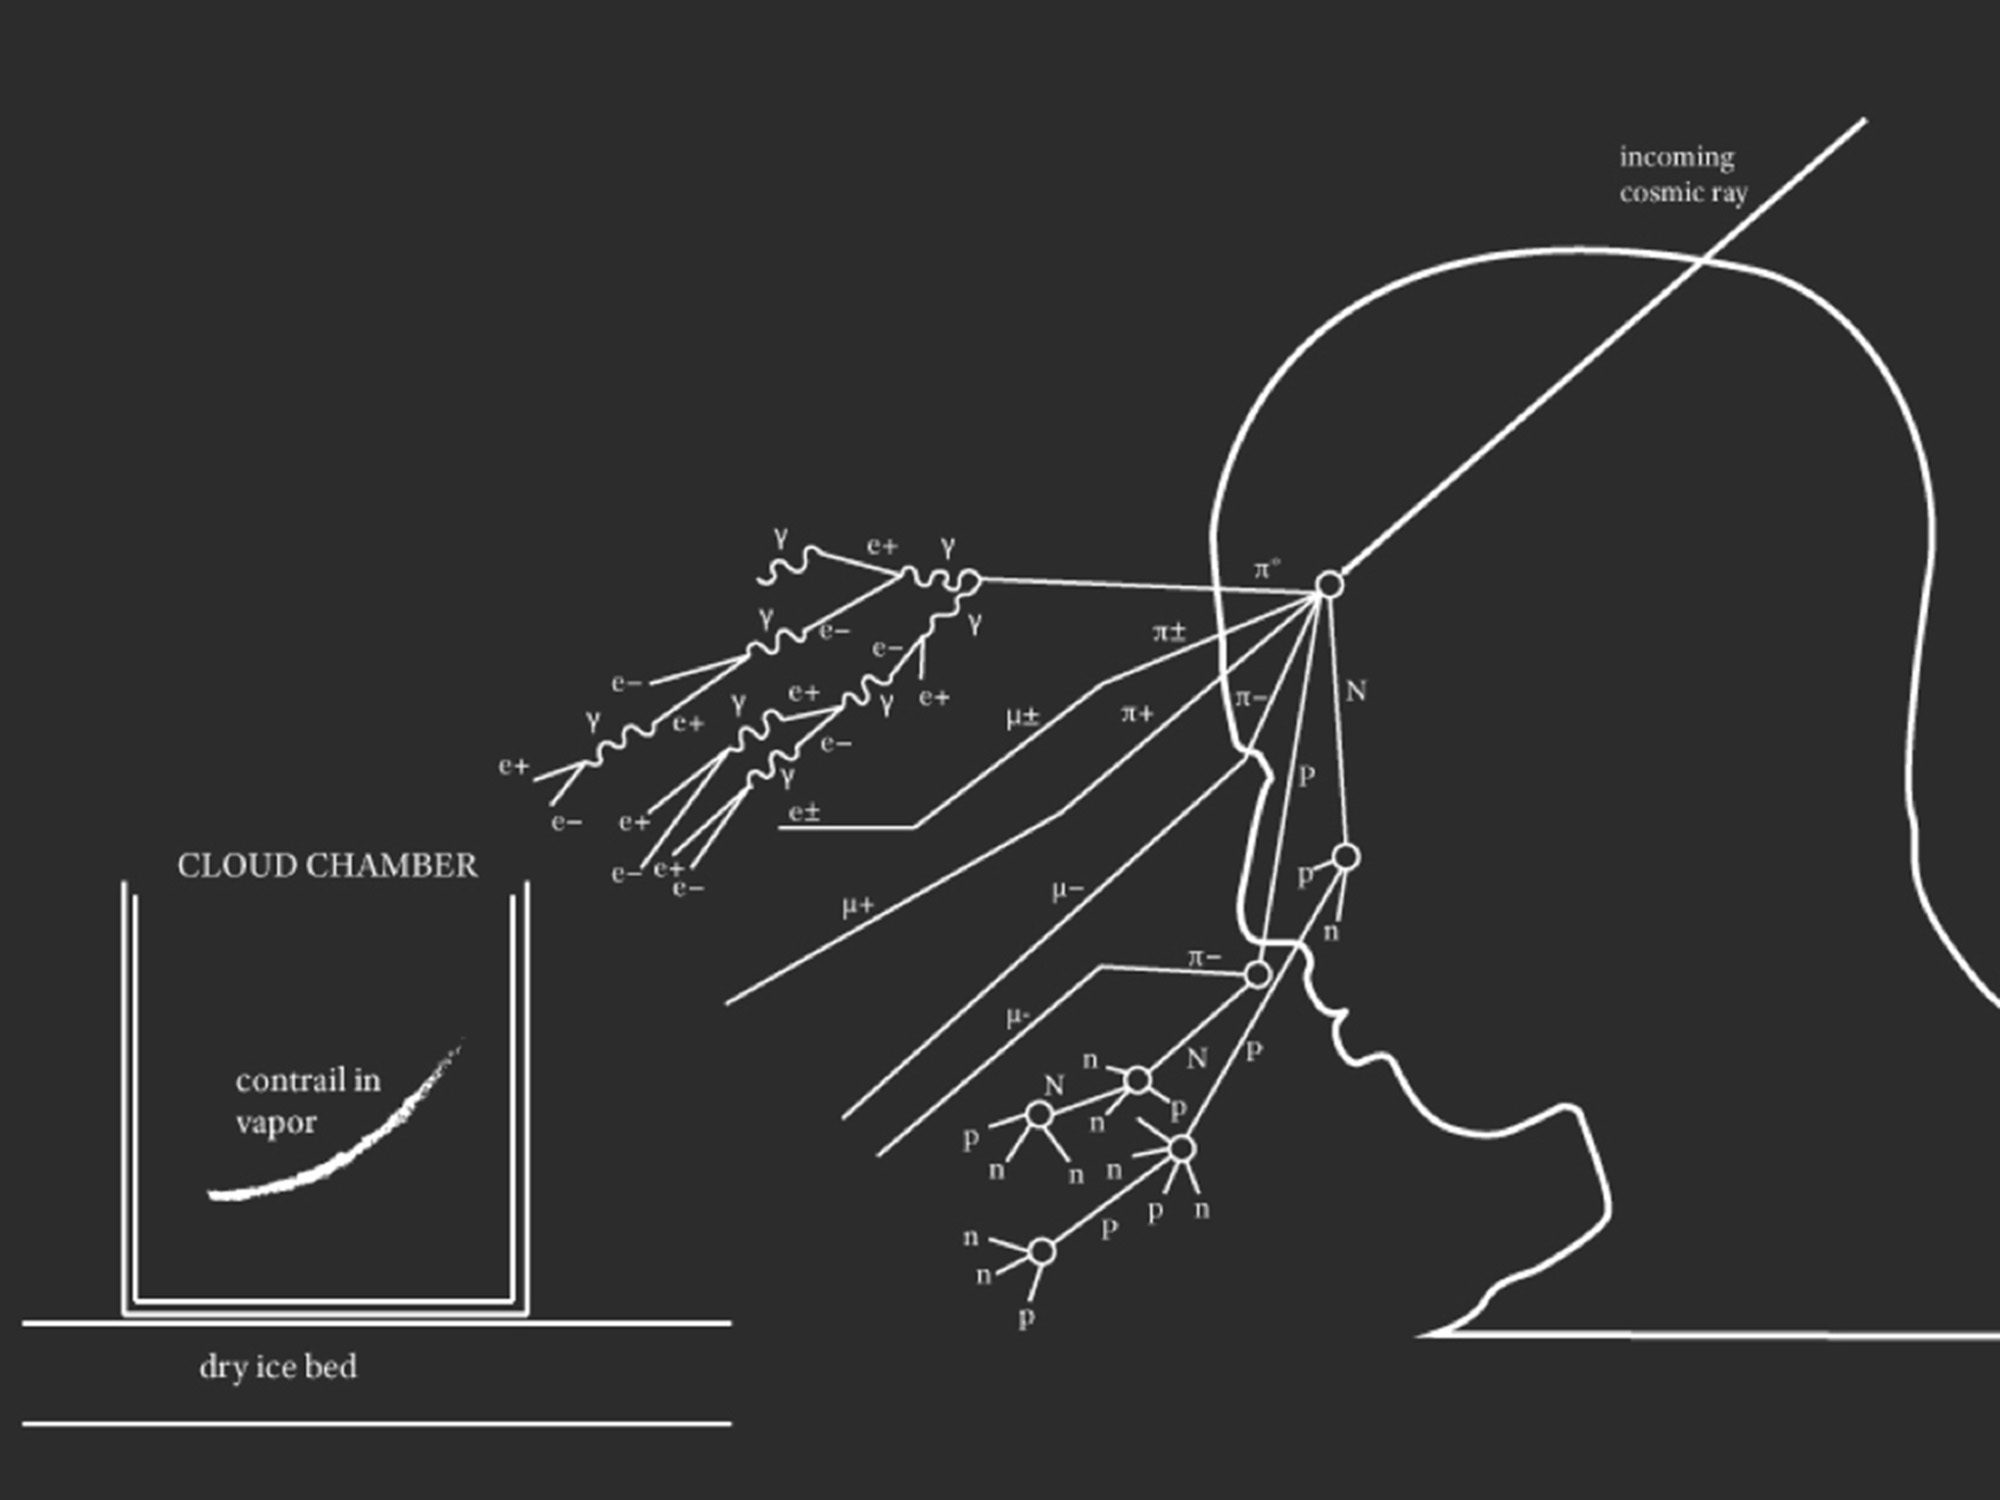 incoming
cosmic ray
γ
e+
γ
π°
γ
e−
γ
π±
e−
e−
γ
e+
γ
e+
γ
e+
π−
N
μ±
π+
γ
e−
e+
γ
p
e±
e−
e+
e−
e+
e−
p
μ+
μ−
n
π−
μ-
n
N
p
N
p
n
p
n
n
n
p
n
p
n
n
p
CLOUD CHAMBER
contrail in
vapor
dry ice bed